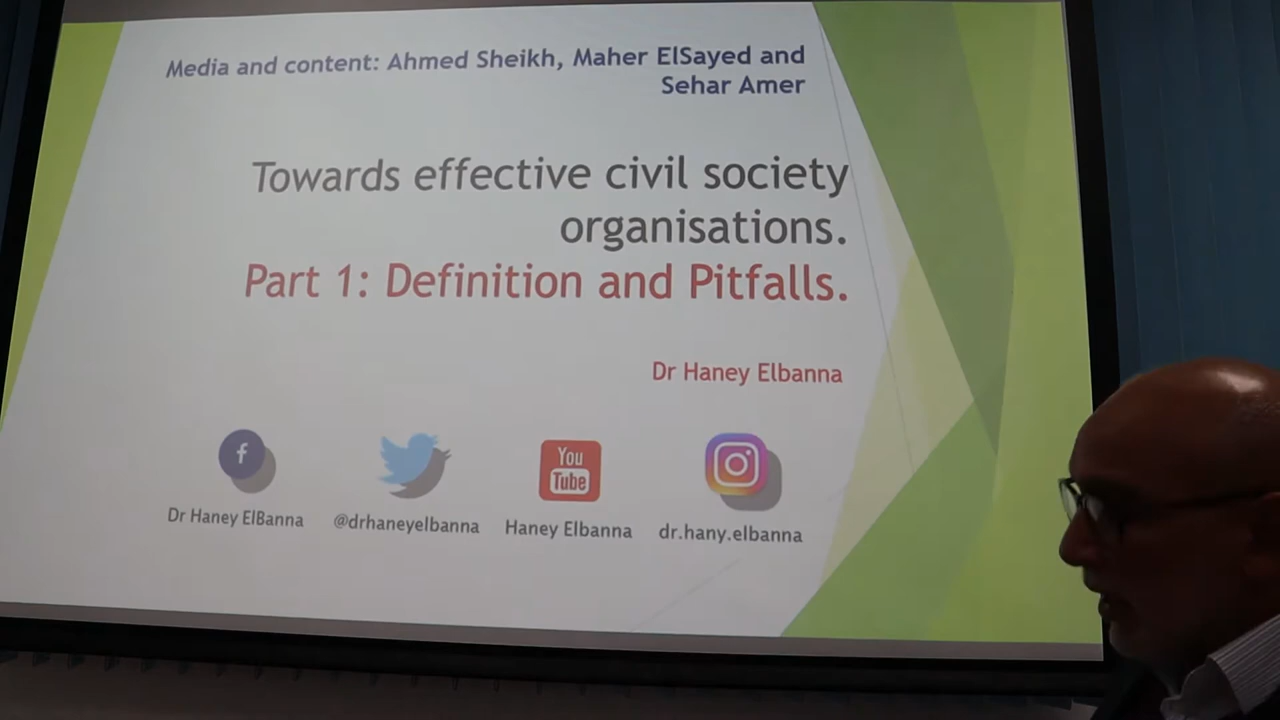 Media and content: Ahmed Sheikh, Maher ElSayed and
Sehar Amer
Towards effective civil society
organisations.
Part 1: Definition and Pitfalls.
Dr Haney Elbanna
f
You
Tube
Dr Haney ElBanna
@drhaneyelbanna
Haney Elbanna
dr.hany.elbanna